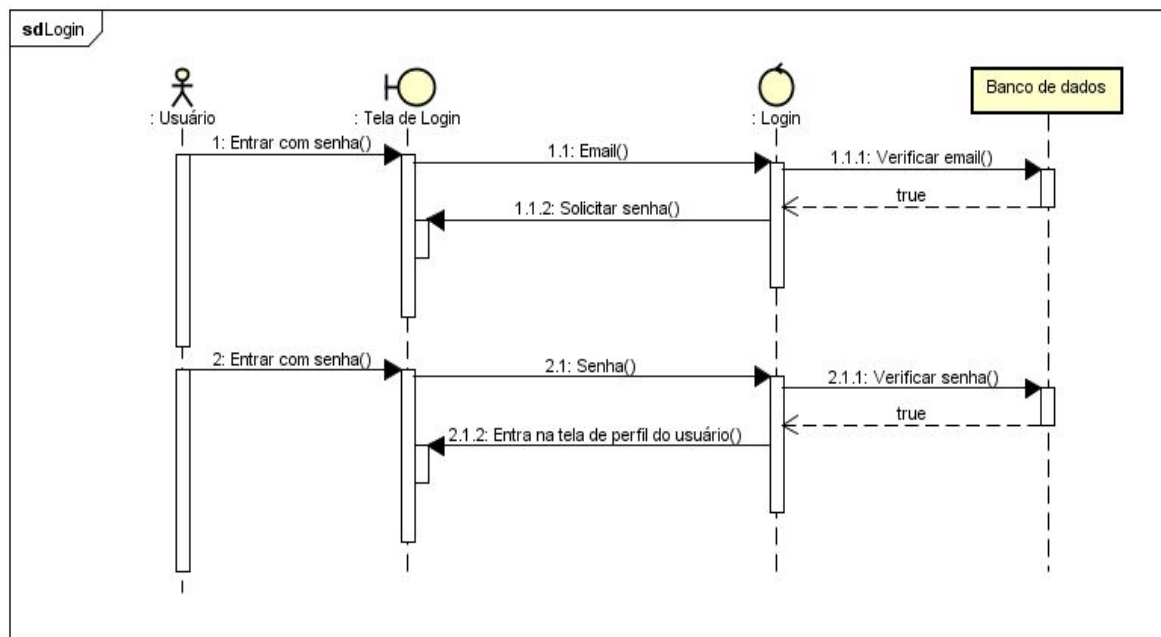 sdLogin
: Usuário
: Tela de Login
: Login
Banco de dados
1: Entrar com senha()
1.1: Email()
1.1.1: Verificar email()
true
1.1.2: Solicitar senha()
2: Entrar com senha()
2.1: Senha()
2.1.1: Verificar senha()
true
2.1.2: Entra na tela de perfil do usuário()